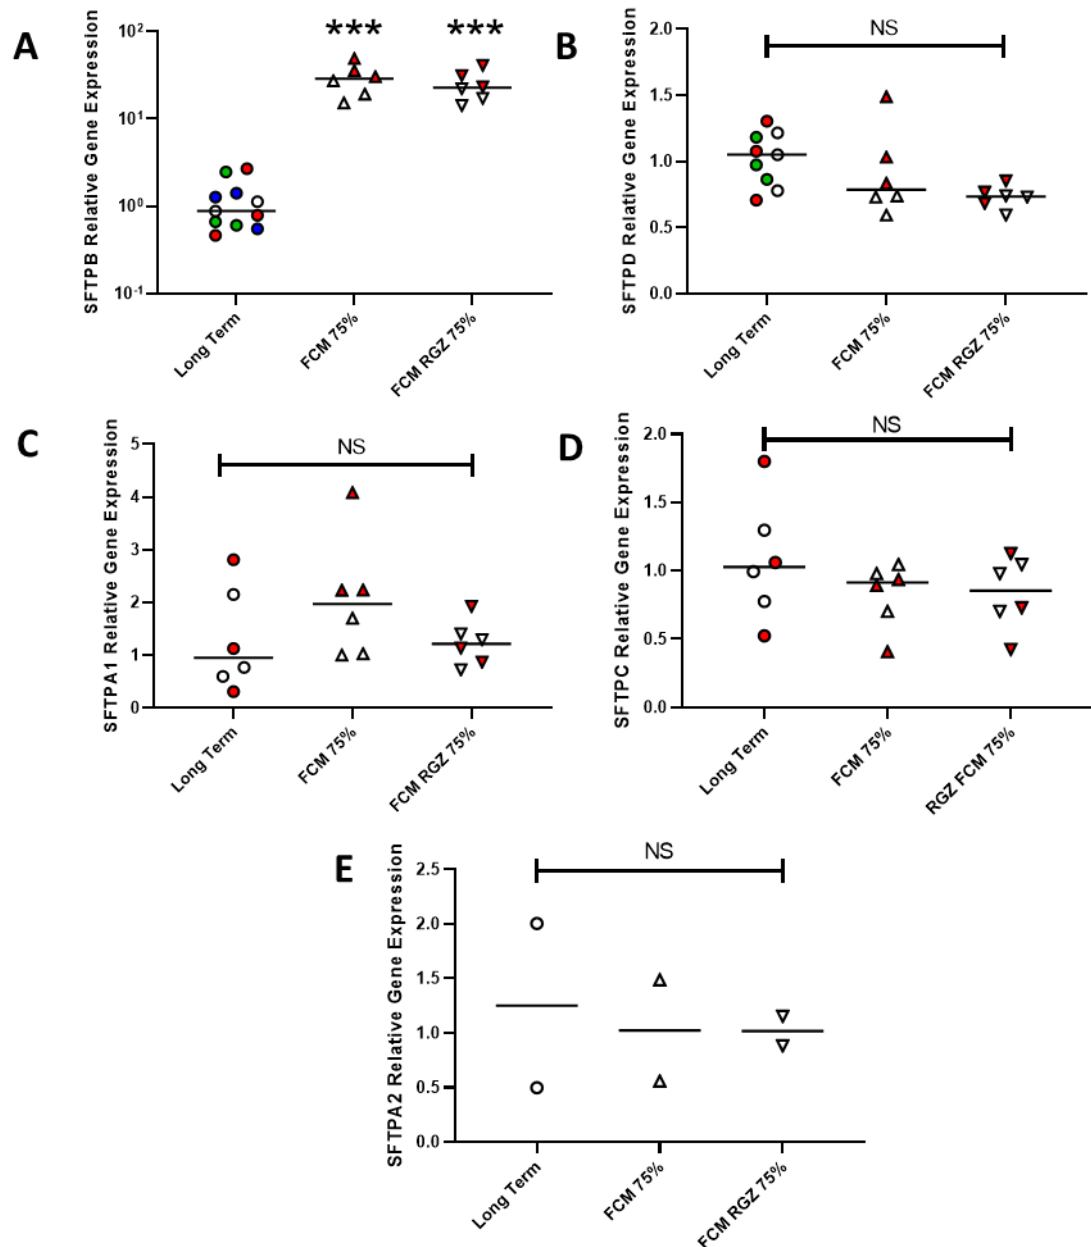 A
SFTPB Relative Gene Expression
10²
10¹
10⁰
10⁻¹
***
***
Long Term
FCM 75%
FCM RGZ 75%
B
SFTPD Relative Gene Expression
2.0
1.5
1.0
0.5
0.0
NS
Long Term
FCM 75%
FCM RGZ 75%
C
SFTPA1 Relative Gene Expression
5
4
3
2
1
0
NS
Long Term
FCM 75%
FCM RGZ 75%
D
SFTPC Relative Gene Expression
2.0
1.5
1.0
0.5
0.0
NS
Long Term
FCM 75%
RGZ FCM 75%
E
SFTPA2 Relative Gene Expression
2.5
2.0
1.5
1.0
0.5
0.0
NS
Long Term
FCM 75%
FCM RGZ 75%